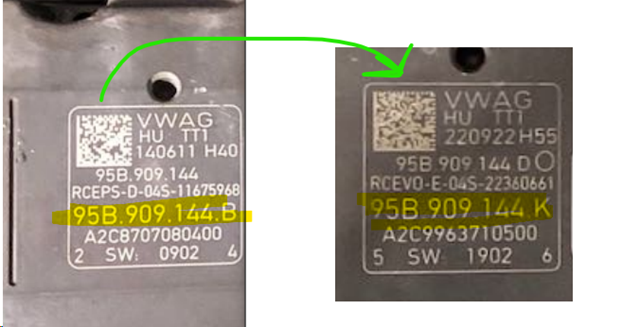 VWAG
HU TT1
140611 H40
95B.909.144
RCEPS-D-04S-11675968
95B.909.144.B
A2C8707080400
2 SW: 0902 4
VWAG
HU TT1
220922 H55
95B 909 144 D
RCEVO-E-04S-22360661
95B.909.144.K
A2C9963710500
5 SW: 1902 6